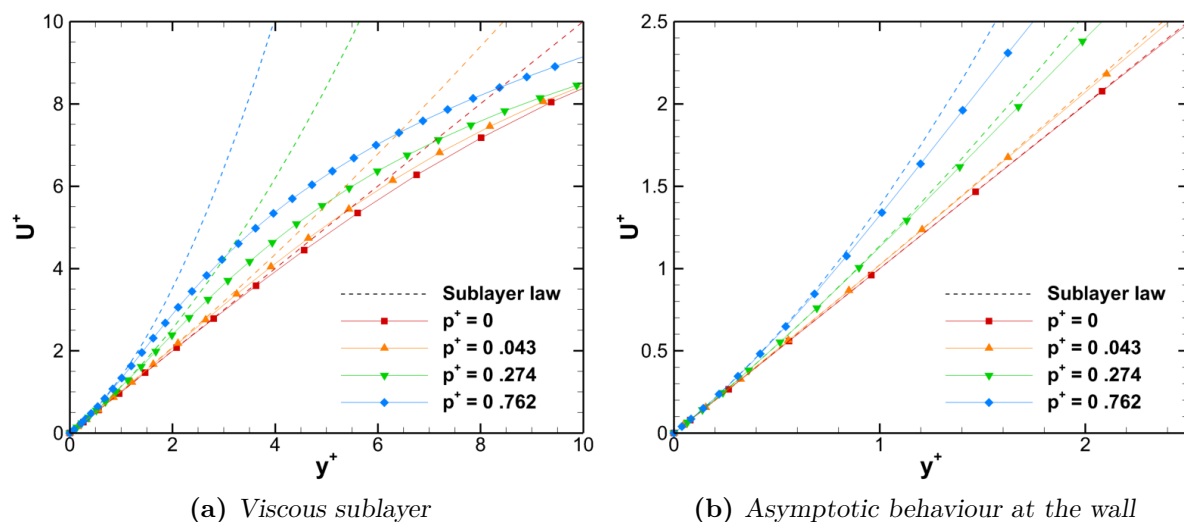 10
8
6
4
2
0
U+
0 2 4 6 8 10
y+
Sublayer law
p+ = 0
p+ = 0 .043
p+ = 0 .274
p+ = 0 .762
(a) Viscous sublayer
2.5
2
1.5
1
0.5
0
U+
0 1 2
y+
Sublayer law
p+ = 0
p+ = 0 .043
p+ = 0 .274
p+ = 0 .762
(b) Asymptotic behaviour at the wall